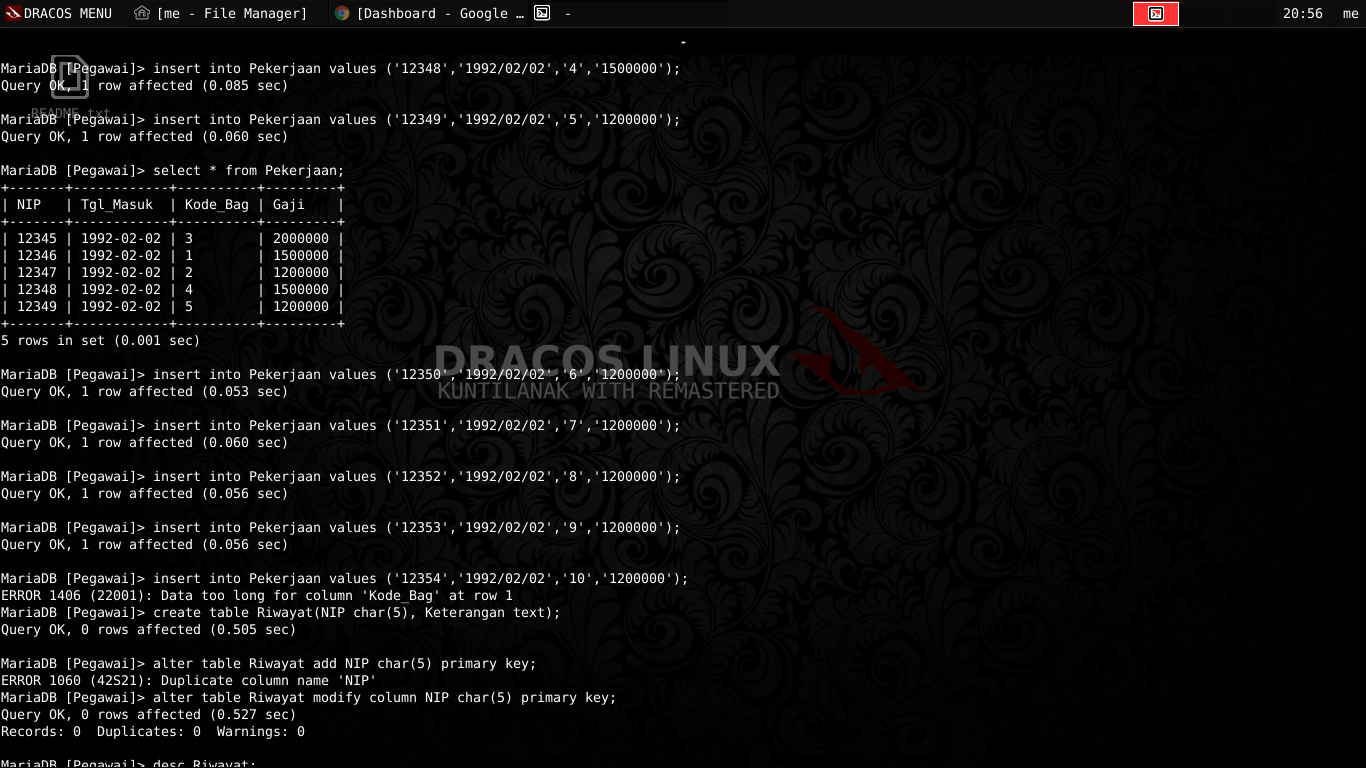 DRACOS MENU [me - File Manager] [Dashboard - Google … - 20:56 me
-
MariaDB [Pegawai]> insert into Pekerjaan values ('12348','1992/02/02','4','1500000');
Query OK, 1 row affected (0.085 sec)
README.txt
MariaDB [Pegawai]> insert into Pekerjaan values ('12349','1992/02/02','5','1200000');
Query OK, 1 row affected (0.060 sec)
MariaDB [Pegawai]> select * from Pekerjaan;
+-------+------------+----------+---------+
| NIP   | Tgl_Masuk  | Kode_Bag | Gaji    |
+-------+------------+----------+---------+
| 12345 | 1992-02-02 | 3        | 2000000 |
| 12346 | 1992-02-02 | 1        | 1500000 |
| 12347 | 1992-02-02 | 2        | 1200000 |
| 12348 | 1992-02-02 | 4        | 1500000 |
| 12349 | 1992-02-02 | 5        | 1200000 |
+-------+------------+----------+---------+
5 rows in set (0.001 sec)
DRACOS LINUX
KUNTILANAK WITH REMASTERED
MariaDB [Pegawai]> insert into Pekerjaan values ('12350','1992/02/02','6','1200000');
Query OK, 1 row affected (0.053 sec)
MariaDB [Pegawai]> insert into Pekerjaan values ('12351','1992/02/02','7','1200000');
Query OK, 1 row affected (0.060 sec)
MariaDB [Pegawai]> insert into Pekerjaan values ('12352','1992/02/02','8','1200000');
Query OK, 1 row affected (0.056 sec)
MariaDB [Pegawai]> insert into Pekerjaan values ('12353','1992/02/02','9','1200000');
Query OK, 1 row affected (0.056 sec)
MariaDB [Pegawai]> insert into Pekerjaan values ('12354','1992/02/02','10','1200000');
ERROR 1406 (22001): Data too long for column 'Kode_Bag' at row 1
MariaDB [Pegawai]> create table Riwayat(NIP char(5), Keterangan text);
Query OK, 0 rows affected (0.505 sec)
MariaDB [Pegawai]> alter table Riwayat add NIP char(5) primary key;
ERROR 1060 (42S21): Duplicate column name 'NIP'
MariaDB [Pegawai]> alter table Riwayat modify column NIP char(5) primary key;
Query OK, 0 rows affected (0.527 sec)
Records: 0  Duplicates: 0  Warnings: 0
MariaDB [Pegawai]> desc Riwayat;